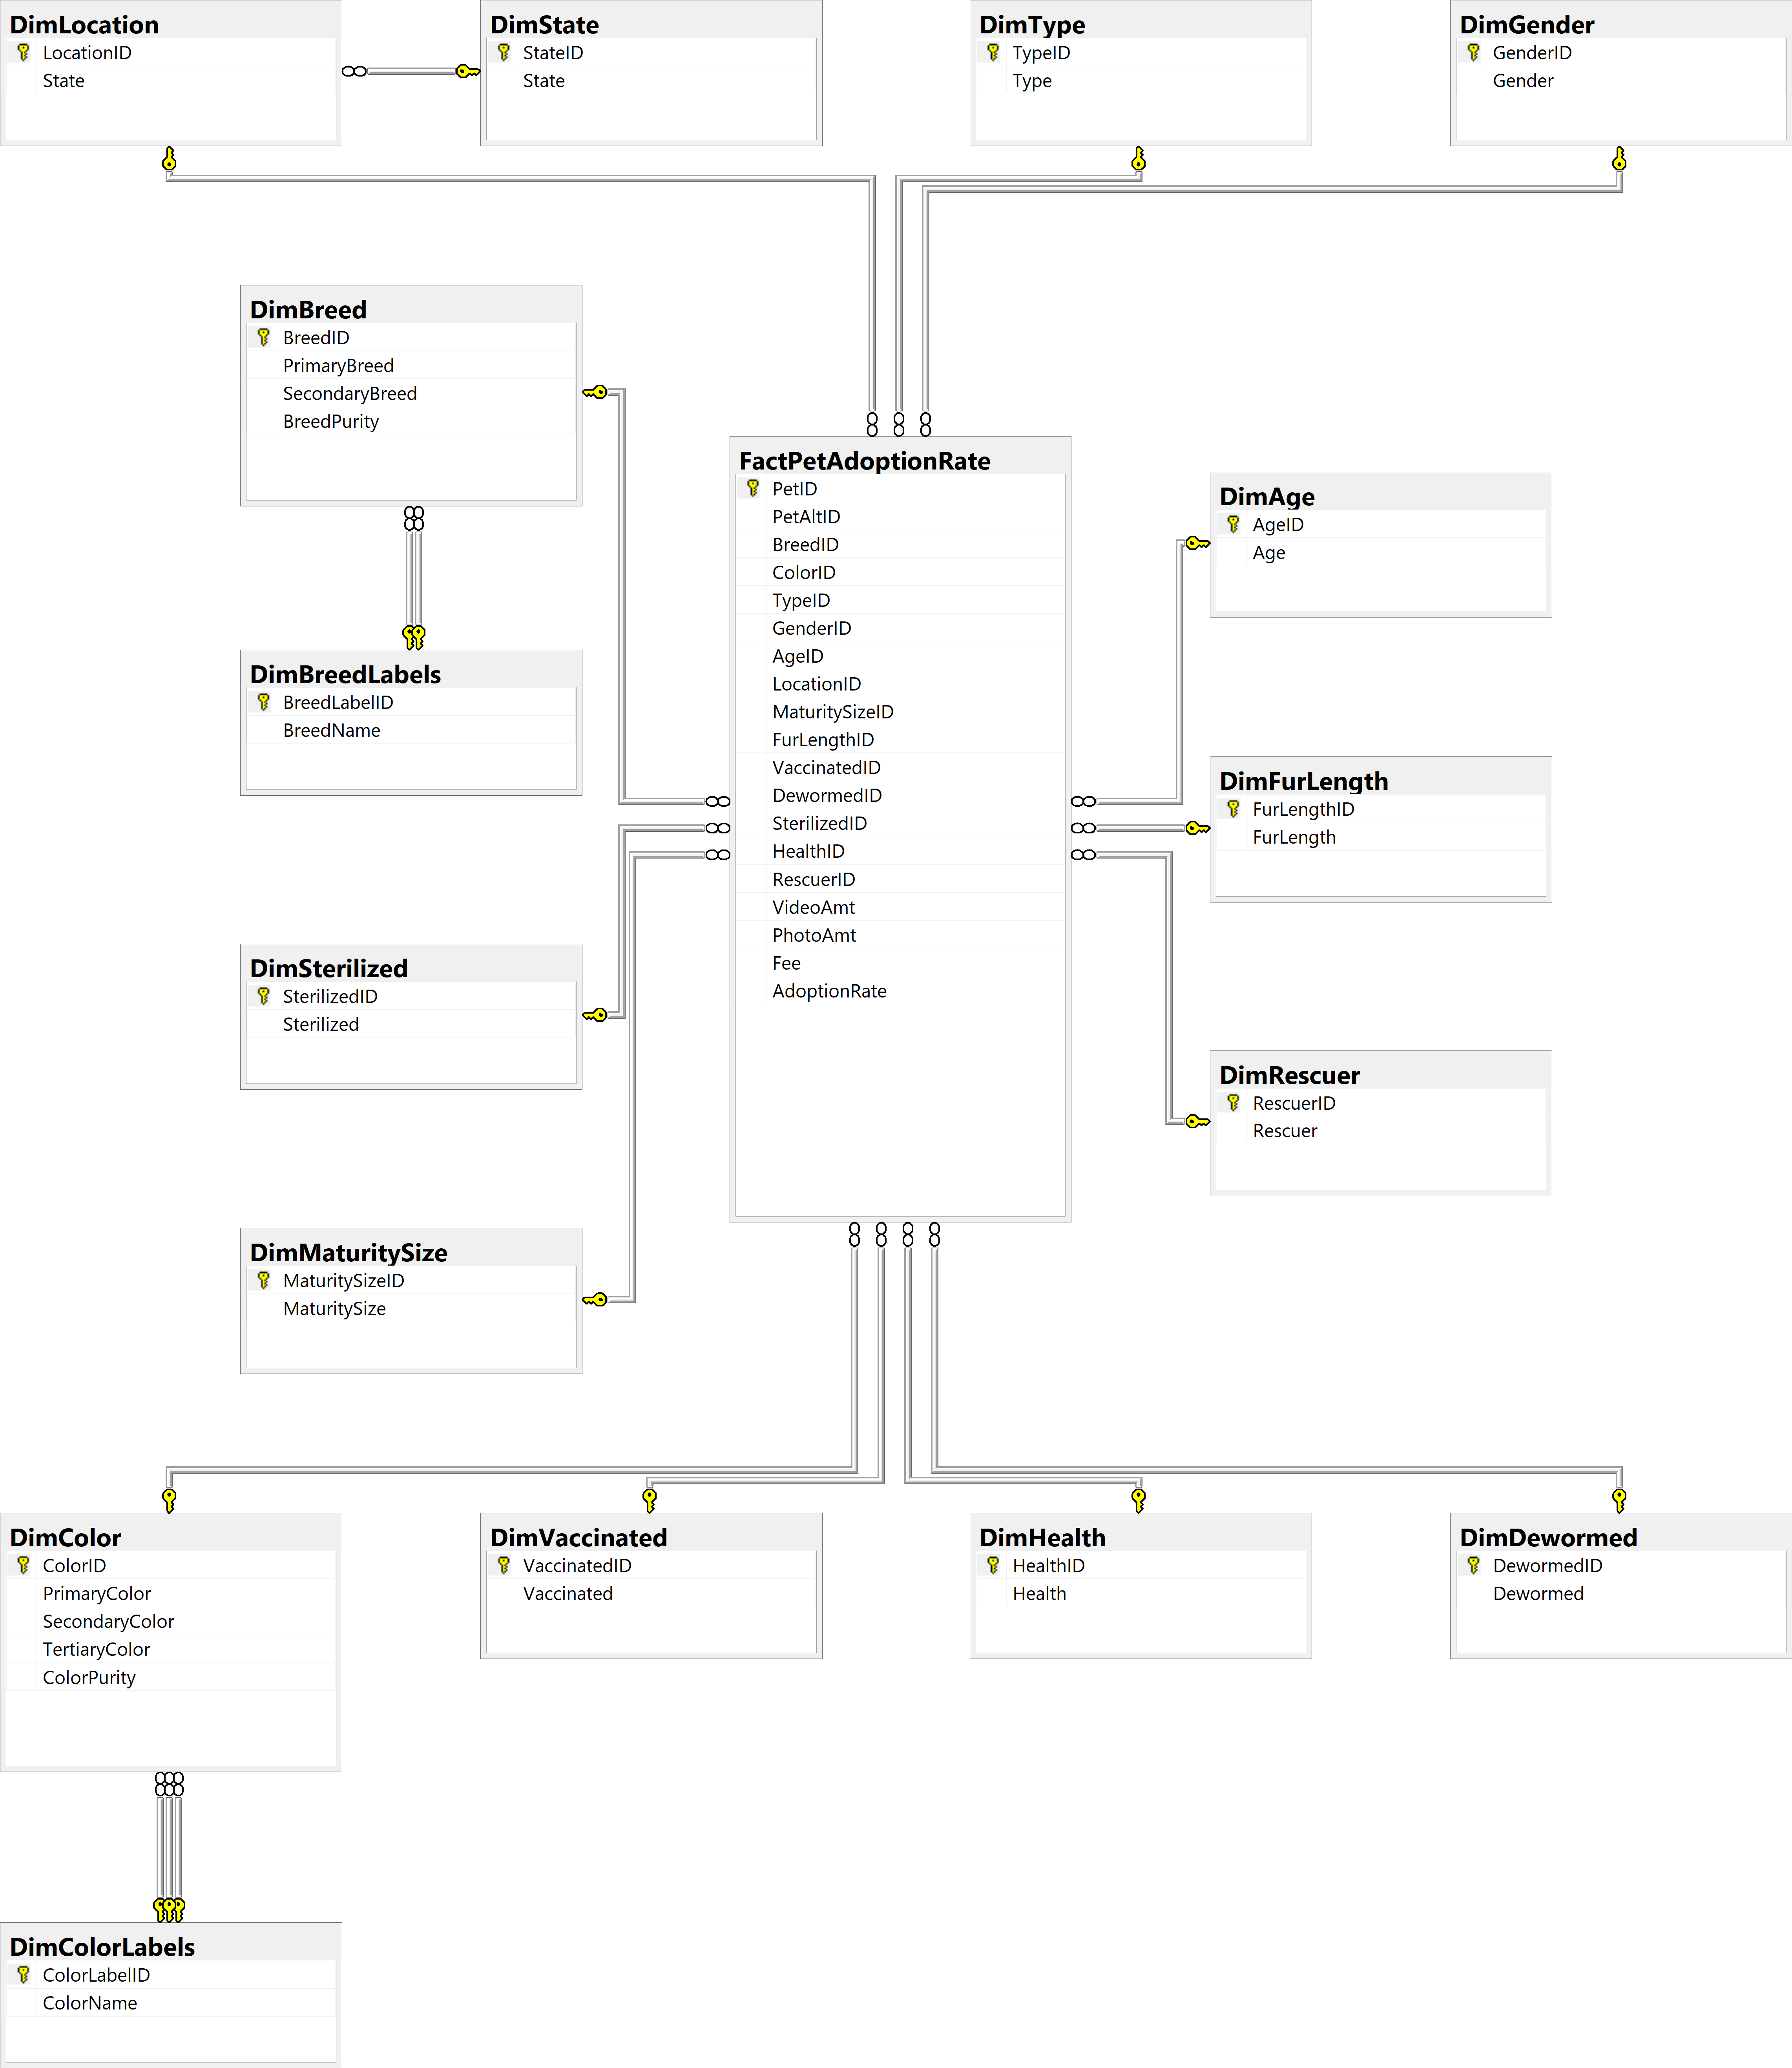 DimLocation
LocationID
State
DimState
StateID
State
DimType
TypeID
Type
DimGender
GenderID
Gender
DimBreed
BreedID
PrimaryBreed
SecondaryBreed
BreedPurity
FactPetAdoptionRate
PetID
PetAltID
BreedID
ColorID
TypeID
GenderID
AgeID
LocationID
MaturitySizeID
FurLengthID
VaccinatedID
DewormedID
SterilizedID
HealthID
RescuerID
VideoAmt
PhotoAmt
Fee
AdoptionRate
DimAge
AgeID
Age
DimBreedLabels
BreedLabelID
BreedName
DimFurLength
FurLengthID
FurLength
DimSterilized
SterilizedID
Sterilized
DimRescuer
RescuerID
Rescuer
DimMaturitySize
MaturitySizeID
MaturitySize
DimColor
ColorID
PrimaryColor
SecondaryColor
TertiaryColor
ColorPurity
DimVaccinated
VaccinatedID
Vaccinated
DimHealth
HealthID
Health
DimDewormed
DewormedID
Dewormed
DimColorLabels
ColorLabelID
ColorName